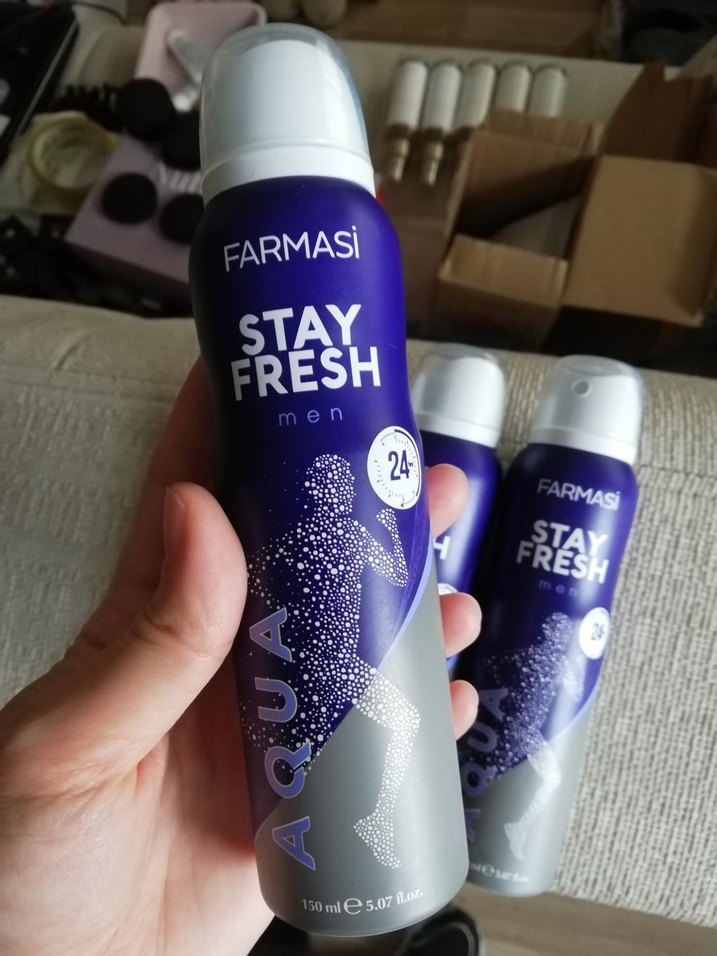 FARMASİ
STAY
FRESH
men
24
AQUA
150 ml ℮ 5.07 fl.oz.
FARMASİ
STAY
FRESH
men
24
AQUA
H